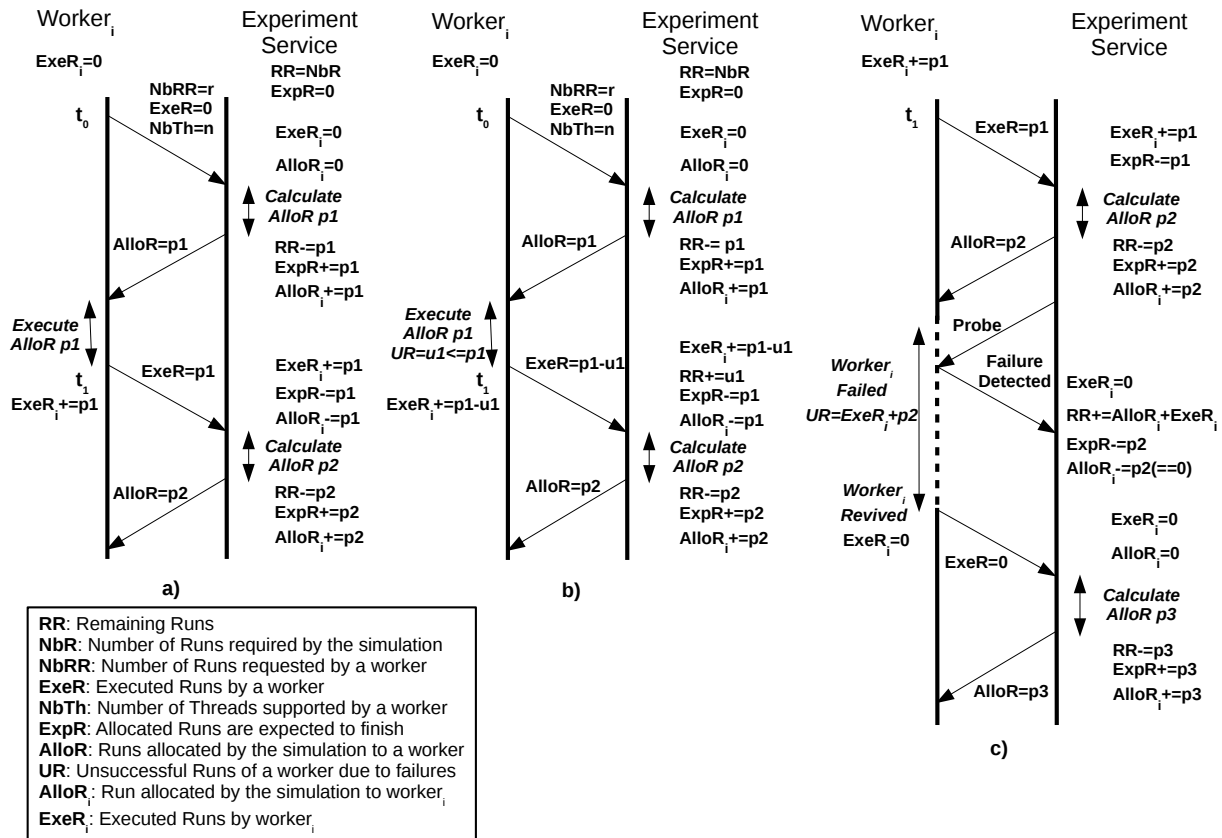 Worker_i
Experiment
Service
ExeR_i=0
RR=NbR
ExpR=0
NbRR=r
ExeR=0
NbTh=n
t_0
ExeR_i=0
AlloR_i=0
Calculate
AlloR p1
AlloR=p1
RR-=p1
ExpR+=p1
AlloR_i+=p1
Execute
AlloR p1
ExeR=p1
t_1
ExeR_i+=p1
ExeR_i+=p1
ExpR-=p1
AlloR_i-=p1
Calculate
AlloR p2
AlloR=p2
RR-=p2
ExpR+=p2
AlloR_i+=p2
a)
Worker_i
Experiment
Service
ExeR_i=0
RR=NbR
ExpR=0
NbRR=r
ExeR=0
NbTh=n
t_0
ExeR_i=0
AlloR_i=0
Calculate
AlloR p1
AlloR=p1
RR-= p1
ExpR+=p1
AlloR_i+=p1
Execute
AlloR p1
UR=u1<=p1
ExeR=p1-u1
t_1
ExeR_i+=p1-u1
ExeR_i+=p1-u1
RR+=u1
ExpR-=p1
AlloR_i-=p1
Calculate
AlloR p2
AlloR=p2
RR-=p2
ExpR+=p2
AlloR_i+=p2
b)
Worker_i
Experiment
Service
ExeR_i+=p1
t_1
ExeR=p1
ExeR_i+=p1
ExpR-=p1
Calculate
AlloR p2
AlloR=p2
RR-=p2
ExpR+=p2
AlloR_i+=p2
Probe
Worker_i
Failed
UR=ExeR_i+p2
Failure
Detected
ExeR_i=0
RR+=AlloR_i+ExeR_i
ExpR-=p2
AlloR_i-=p2(==0)
Worker_i
Revived
ExeR_i=0
ExeR=0
ExeR_i=0
AlloR_i=0
Calculate
AlloR p3
AlloR=p3
RR-=p3
ExpR+=p3
AlloR_i+=p3
c)
RR: Remaining Runs
NbR: Number of Runs required by the simulation
NbRR: Number of Runs requested by a worker
ExeR: Executed Runs by a worker
NbTh: Number of Threads supported by a worker
ExpR: Allocated Runs are expected to finish
AlloR: Runs allocated by the simulation to a worker
UR: Unsuccessful Runs of a worker due to failures
AlloR_i: Run allocated by the simulation to worker_i
ExeR_i: Executed Runs by worker_i